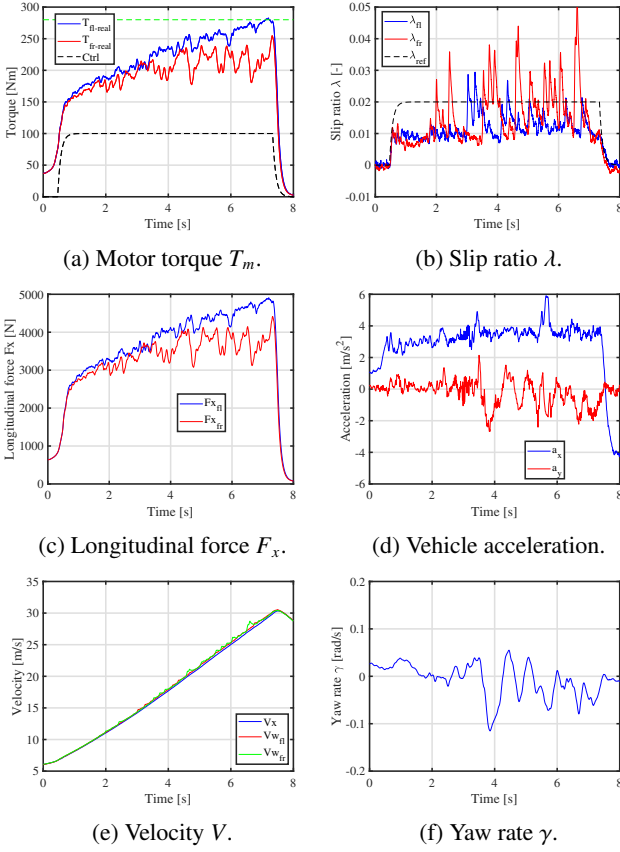 300
250
200
150
100
50
0
Torque [Nm]
T_fl-real
T_fr-real
Ctrl
0 2 4 6 8
Time [s]
(a) Motor torque T_m.
0.05
0.04
0.03
0.02
0.01
0
-0.01
Slip ratio λ [-]
λ_fl
λ_fr
λ_ref
0 2 4 6 8
Time [s]
(b) Slip ratio λ.
5000
4000
3000
2000
1000
0
Longitudinal force Fx [N]
Fx_fl
Fx_fr
0 2 4 6 8
Time [s]
(c) Longitudinal force F_x.
6
4
2
0
-2
-4
-6
Acceleration [m/s²]
a_x
a_y
0 2 4 6 8
Time [s]
(d) Vehicle acceleration.
35
30
25
20
15
10
5
Velocity [m/s]
Vx
Vw_fl
Vw_fr
0 2 4 6 8
Time [s]
(e) Velocity V.
0.2
0.1
0
-0.1
-0.2
Yaw rate γ [rad/s]
0 2 4 6 8
Time [s]
(f) Yaw rate γ.